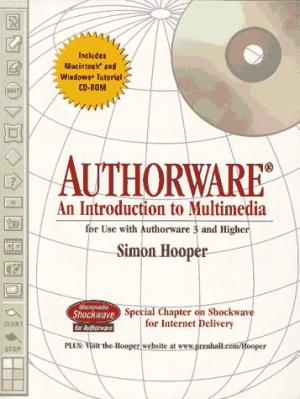 Includes
Macintosh® and
Windows® Tutorial
CD-ROM
WAIT
AUTHORWARE®
An Introduction to Multimedia
for Use with Authorware 3 and Higher
Simon Hooper
Macromedia
Shockwave
for Authorware
Special Chapter on Shockwave
for Internet Delivery
START
STOP
PLUS: Visit the Hooper website at www.prenhall.com/Hooper